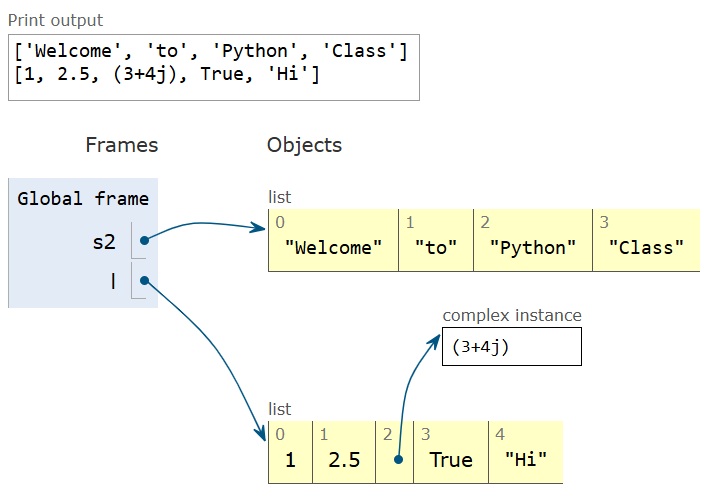 Print output
['Welcome', 'to', 'Python', 'Class']
[1, 2.5, (3+4j), True, 'Hi']
Frames Objects
Global frame
s2
l
list
0 1 2 3
"Welcome" "to" "Python" "Class"
complex instance
(3+4j)
list
0 1 2 3 4
1 2.5 True "Hi"